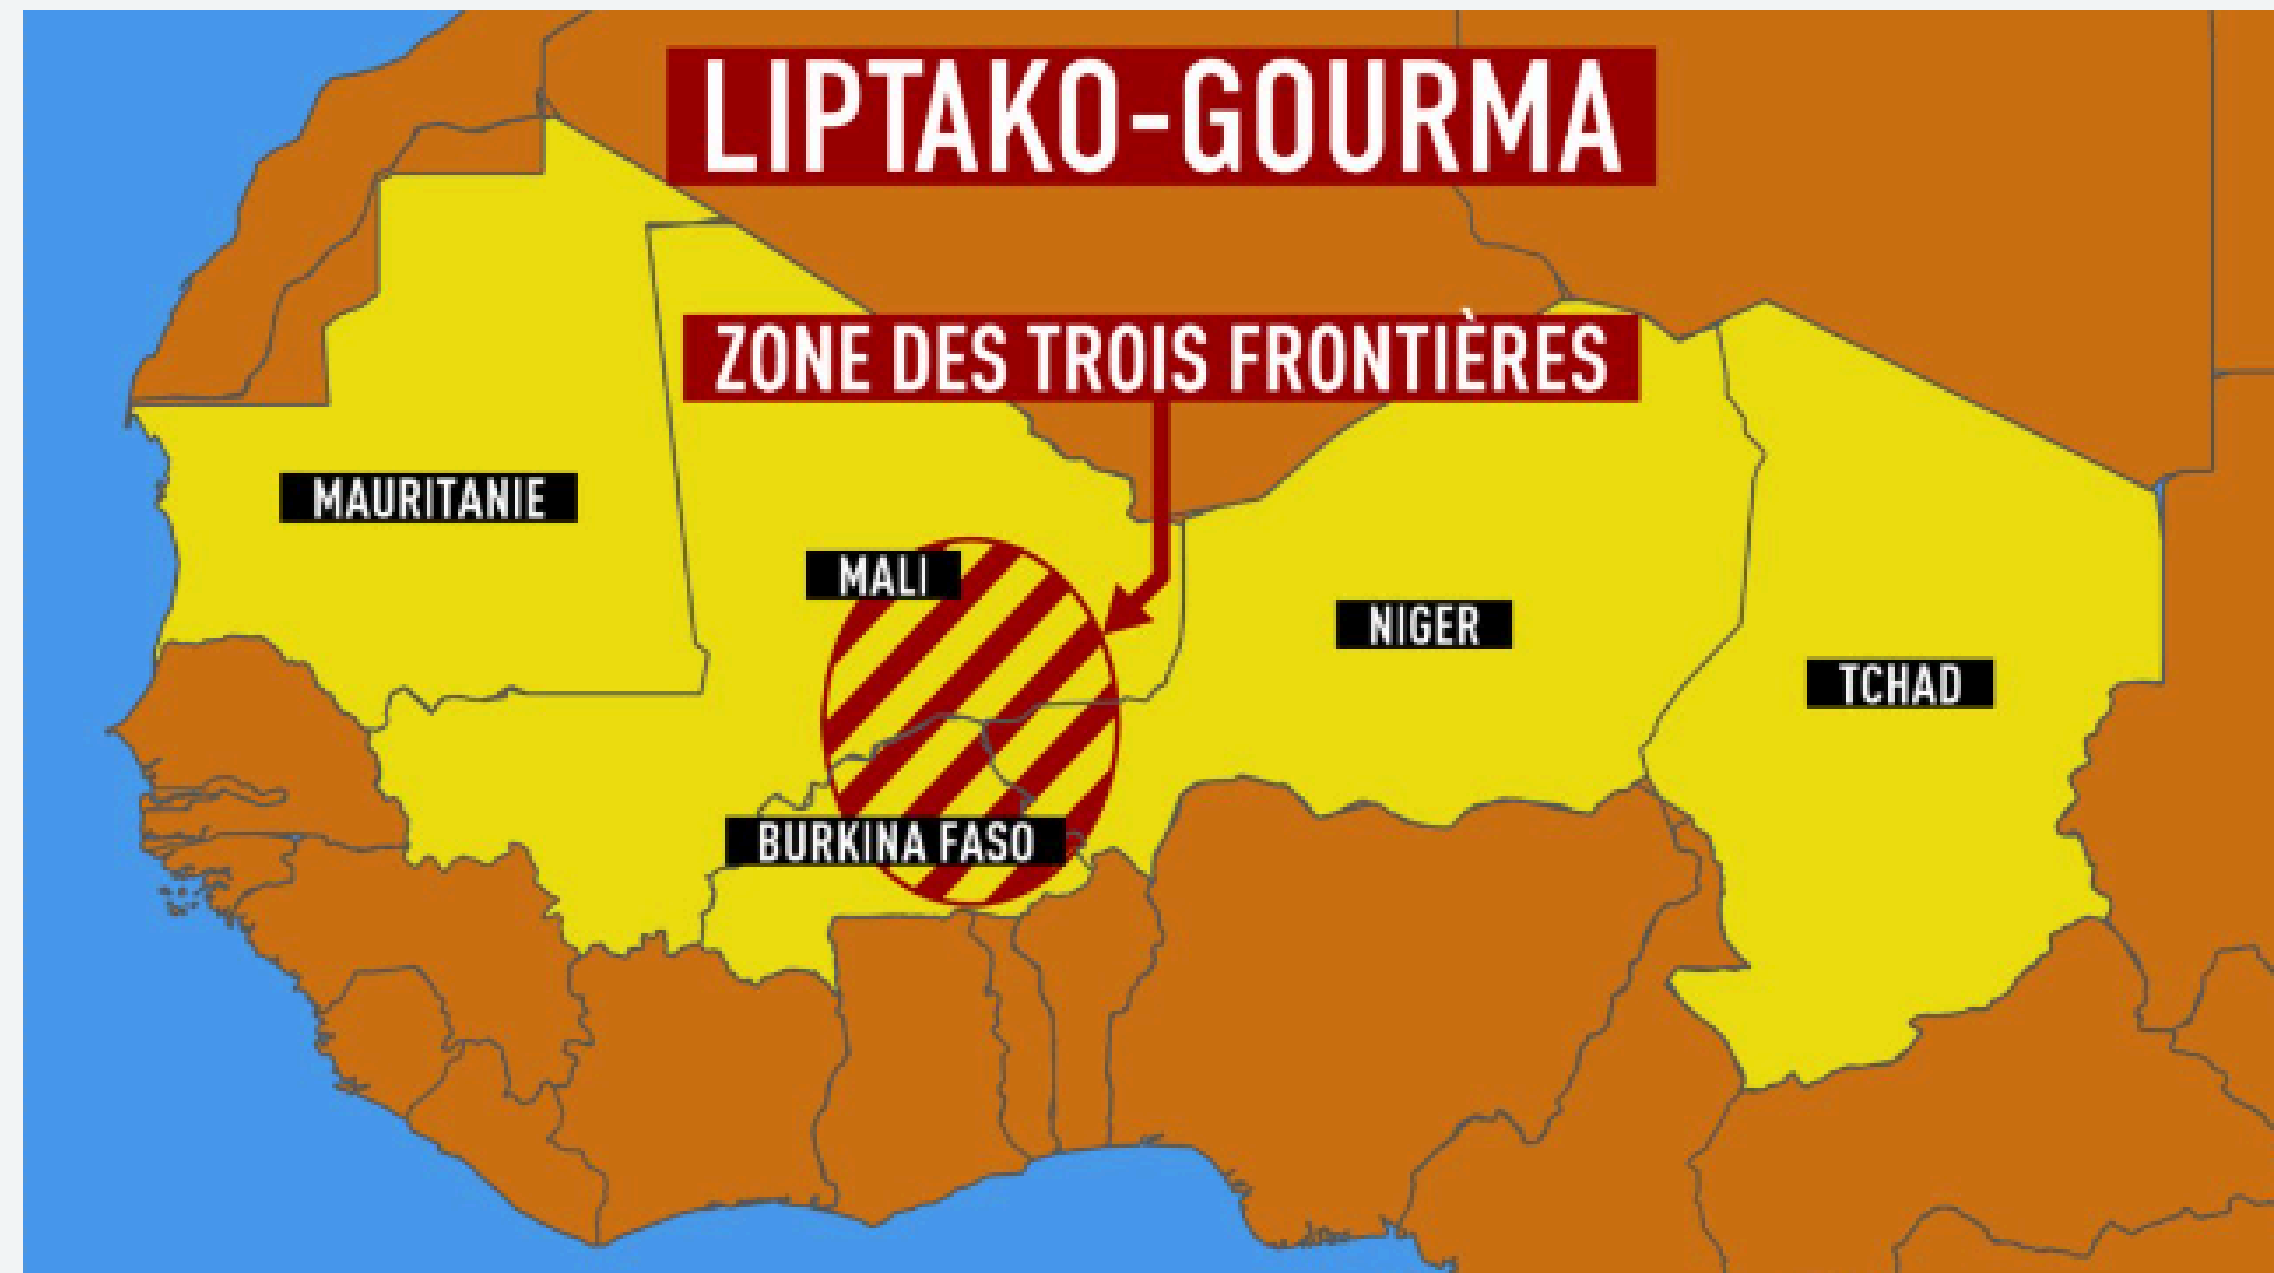 LIPTAKO-GOURMA
ZONE DES TROIS FRONTIÈRES
MAURITANIE
MALI
NIGER
TCHAD
BURKINA FASO